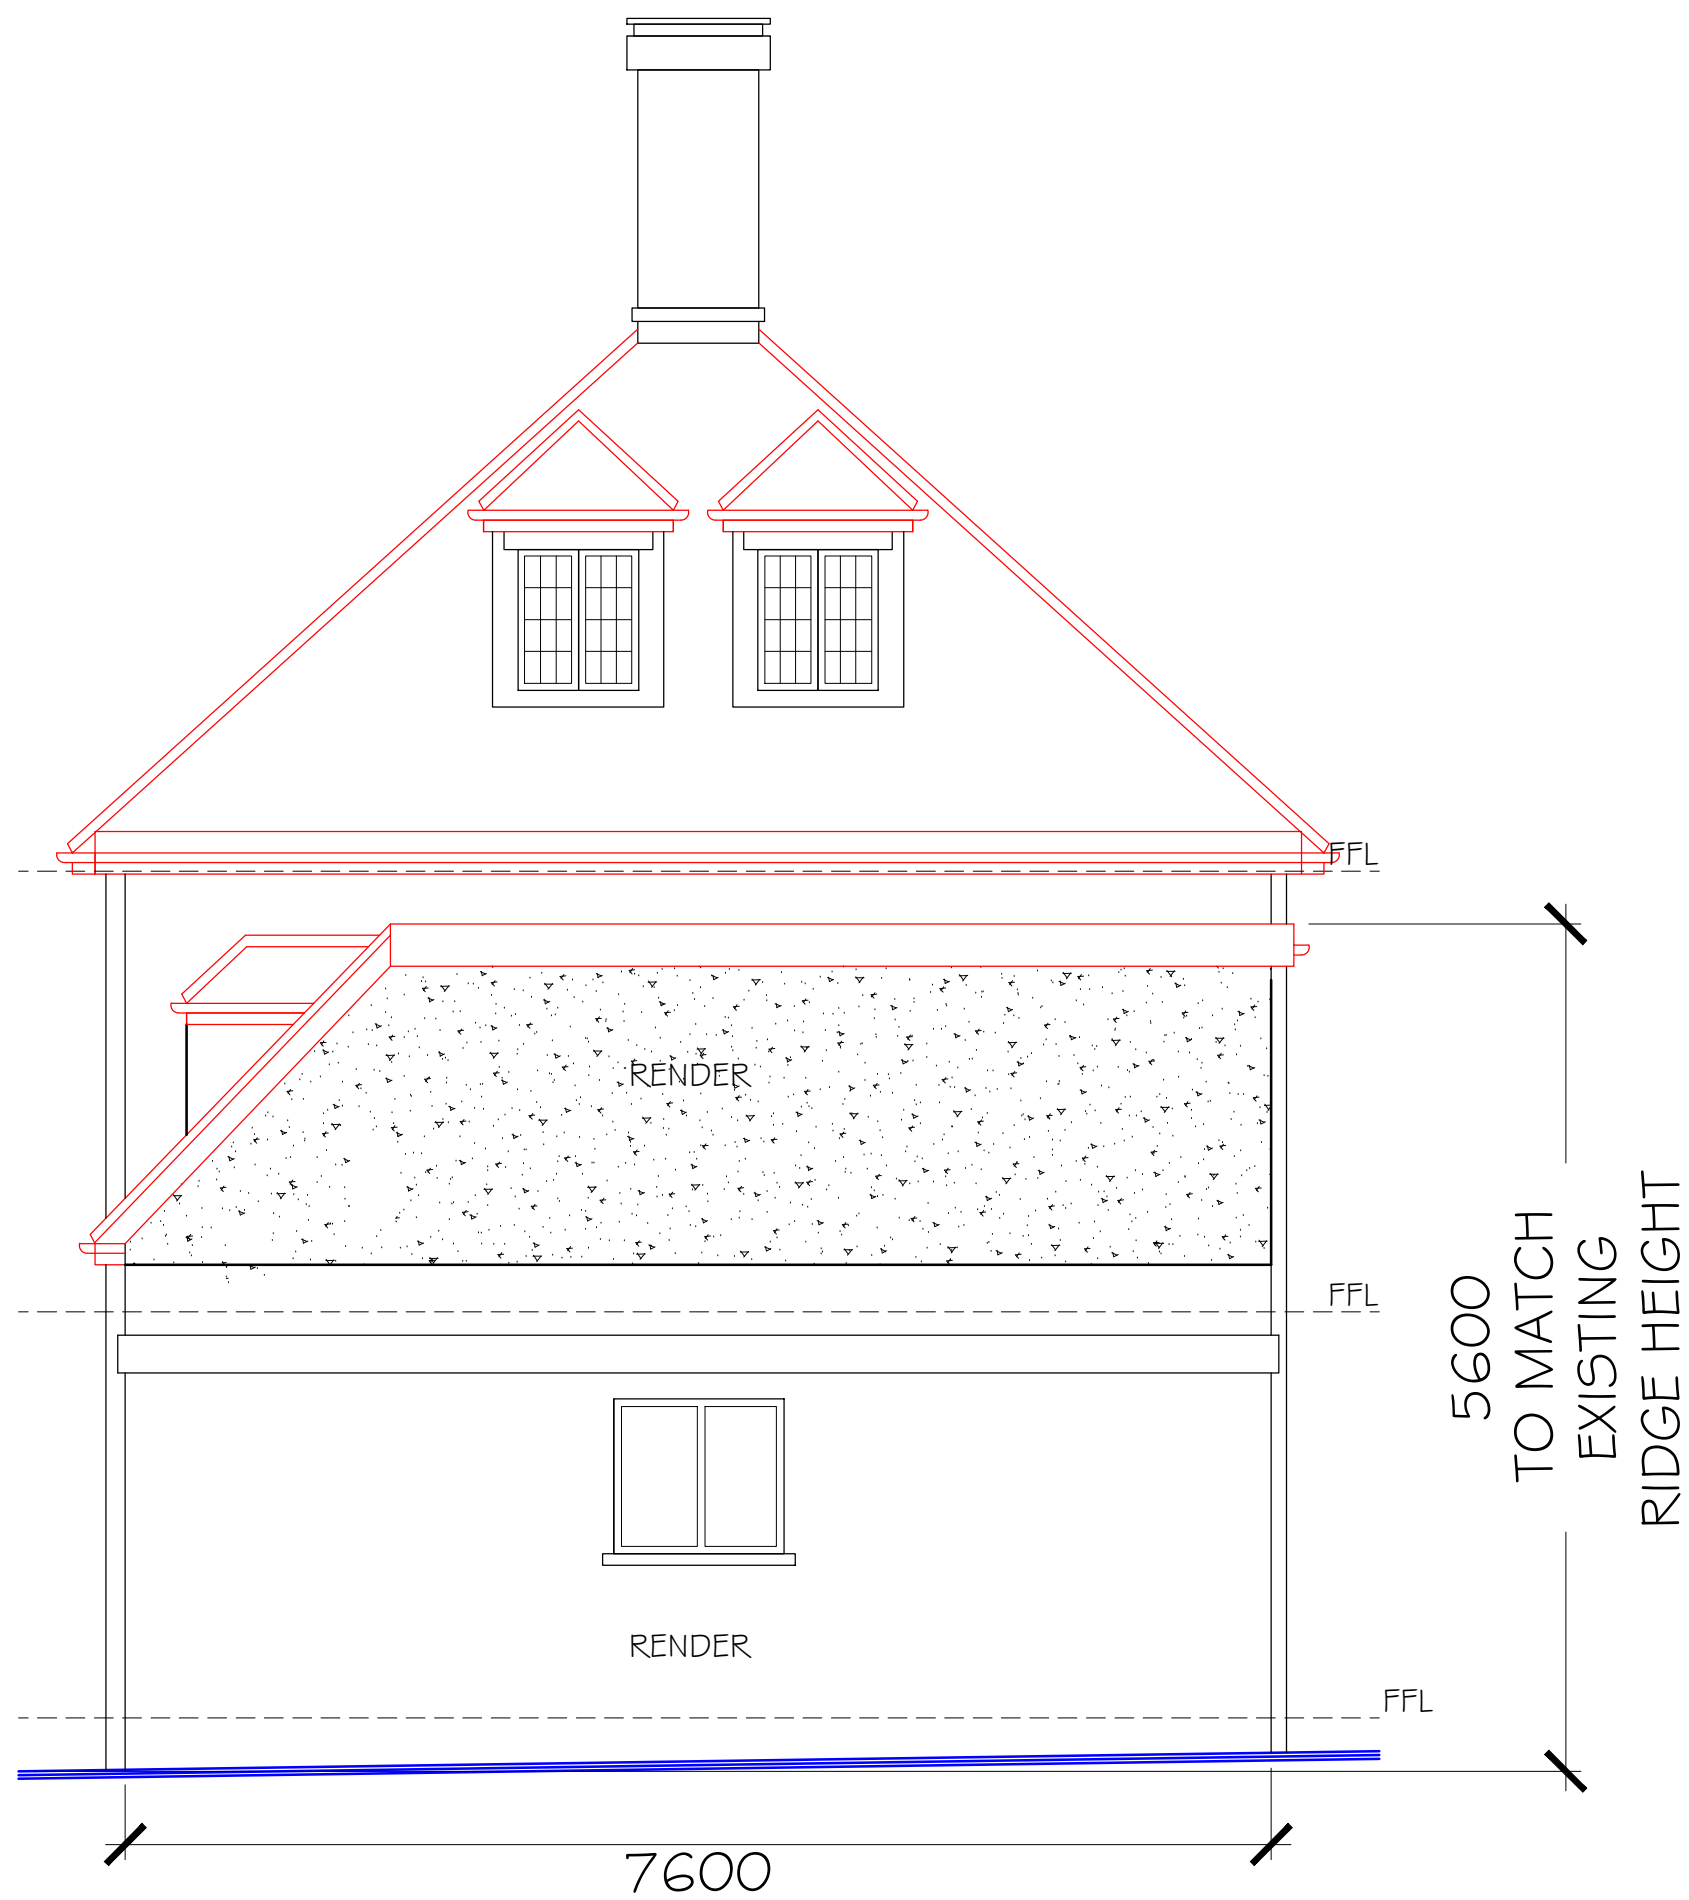 FFL
RENDER
FFL
5600
TO MATCH
EXISTING
RIDGE HEIGHT
RENDER
FFL
7600